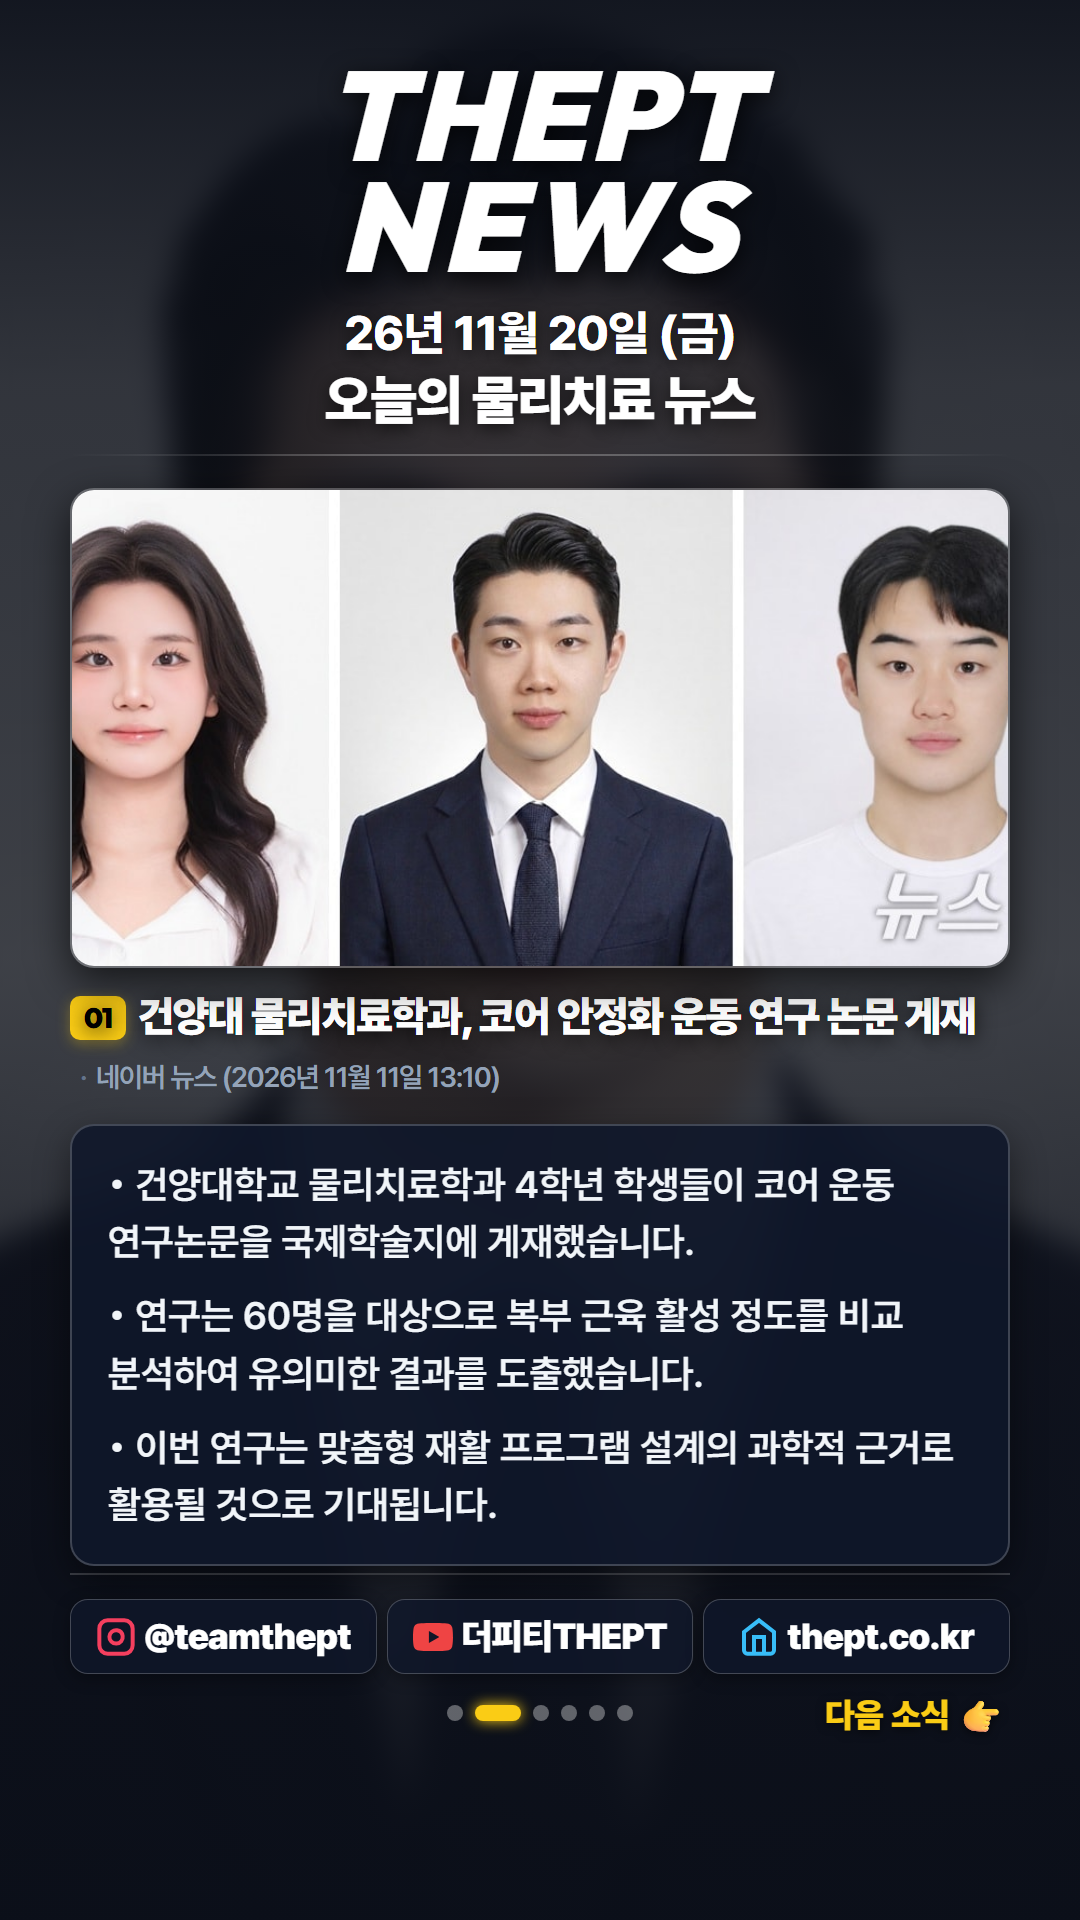 THEPT
NEWS
26년 11월 20일 (금)
오늘의 물리치료 뉴스
뉴스
01 건양대 물리치료학과, 코어 안정화 운동 연구 논문 게재
· 네이버 뉴스 (2026년 11월 11일 13:10)
• 건양대학교 물리치료학과 4학년 학생들이 코어 운동
연구논문을 국제학술지에 게재했습니다.
• 연구는 60명을 대상으로 복부 근육 활성 정도를 비교
분석하여 유의미한 결과를 도출했습니다.
• 이번 연구는 맞춤형 재활 프로그램 설계의 과학적 근거로
활용될 것으로 기대됩니다.
@teamthept 더피티THEPT thept.co.kr
다음 소식 👉